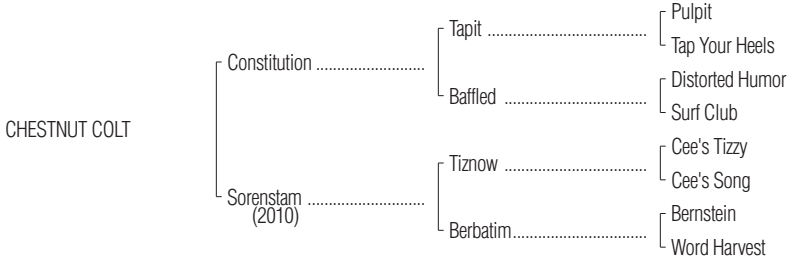 Pulpit
Tapit ......................................
Tap Your Heels
Constitution ..........................
Distorted Humor
Baffled ..................................
Surf Club
CHESTNUT COLT
Cee's Tizzy
Tiznow ..................................
Cee's Song
Sorenstam ............................
(2010)
Bernstein
Berbatim................................
Word Harvest